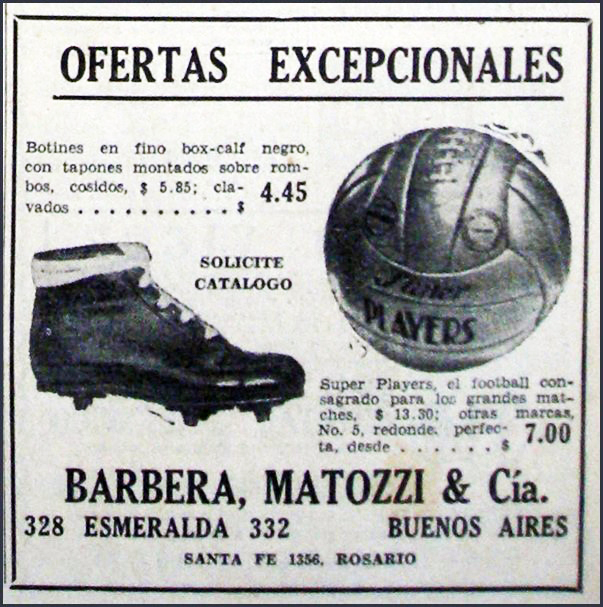 OFERTAS EXCEPCIONALES
Botines en fino box-calf negro,
con tapones montados sobre rom-
bos, cosidos, $ 5.85; cla-
vados . . . . . . . . . . . $ 4.45
SOLICITE
CATALOGO
Super
PLAYERS
Super Players, el football con-
sagrado para los grandes mat-
ches, $ 13.30; otras marcas,
No. 5, redonde. perfec-
ta, desde . . . . . . $ 7.00
BARBERA, MATOZZI & Cía.
328 ESMERALDA 332 BUENOS AIRES
SANTA FE 1356, ROSARIO